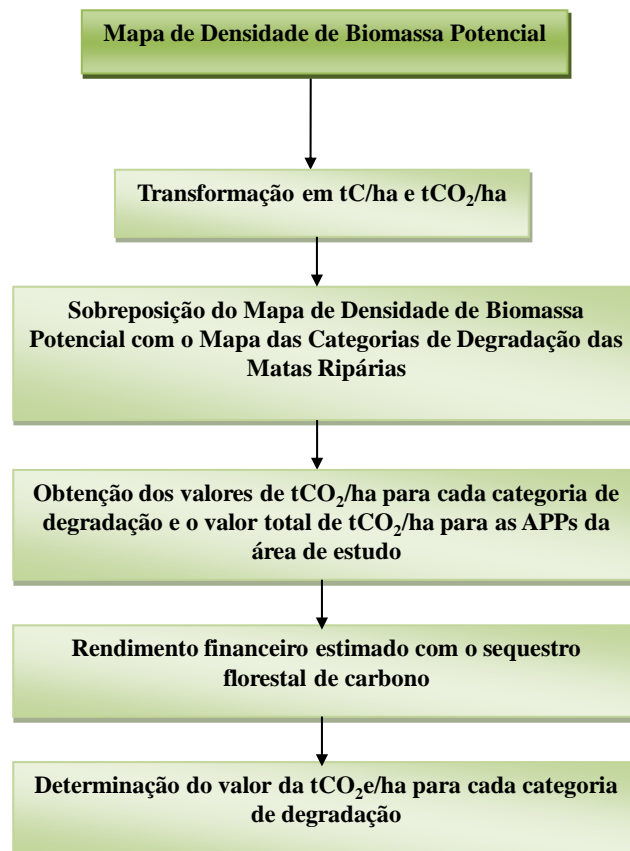 Mapa de Densidade de Biomassa Potencial
Transformação em tC/ha e tCO₂/ha
Sobreposição do Mapa de Densidade de Biomassa
Potencial com o Mapa das Categorias de Degradação das
Matas Ripárias
Obtenção dos valores de tCO₂/ha para cada categoria de
degradação e o valor total de tCO₂/ha para as APPs da
área de estudo
Rendimento financeiro estimado com o sequestro
florestal de carbono
Determinação do valor da tCO₂e/ha para cada categoria
de degradação